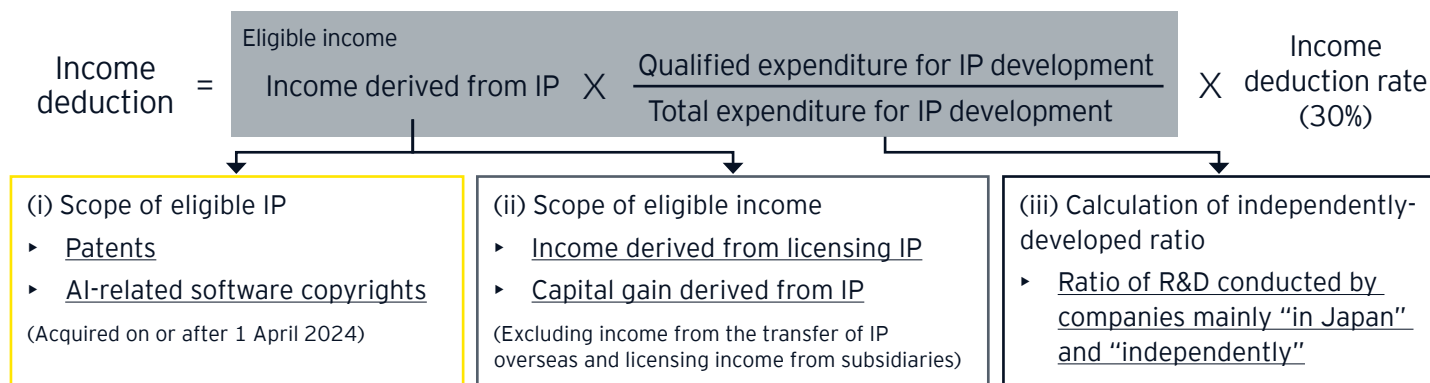 Income
deduction
=
Eligible income
Income derived from IP X
Qualified expenditure for IP development
Total expenditure for IP development
X
Income
deduction rate
(30%)
(i) Scope of eligible IP
‣ Patents
‣ AI-related software copyrights
(Acquired on or after 1 April 2024)
(ii) Scope of eligible income
‣ Income derived from licensing IP
‣ Capital gain derived from IP
(Excluding income from the transfer of IP
overseas and licensing income from subsidiaries)
(iii) Calculation of independently-
developed ratio
‣ Ratio of R&D conducted by
companies mainly “in Japan”
and “independently”